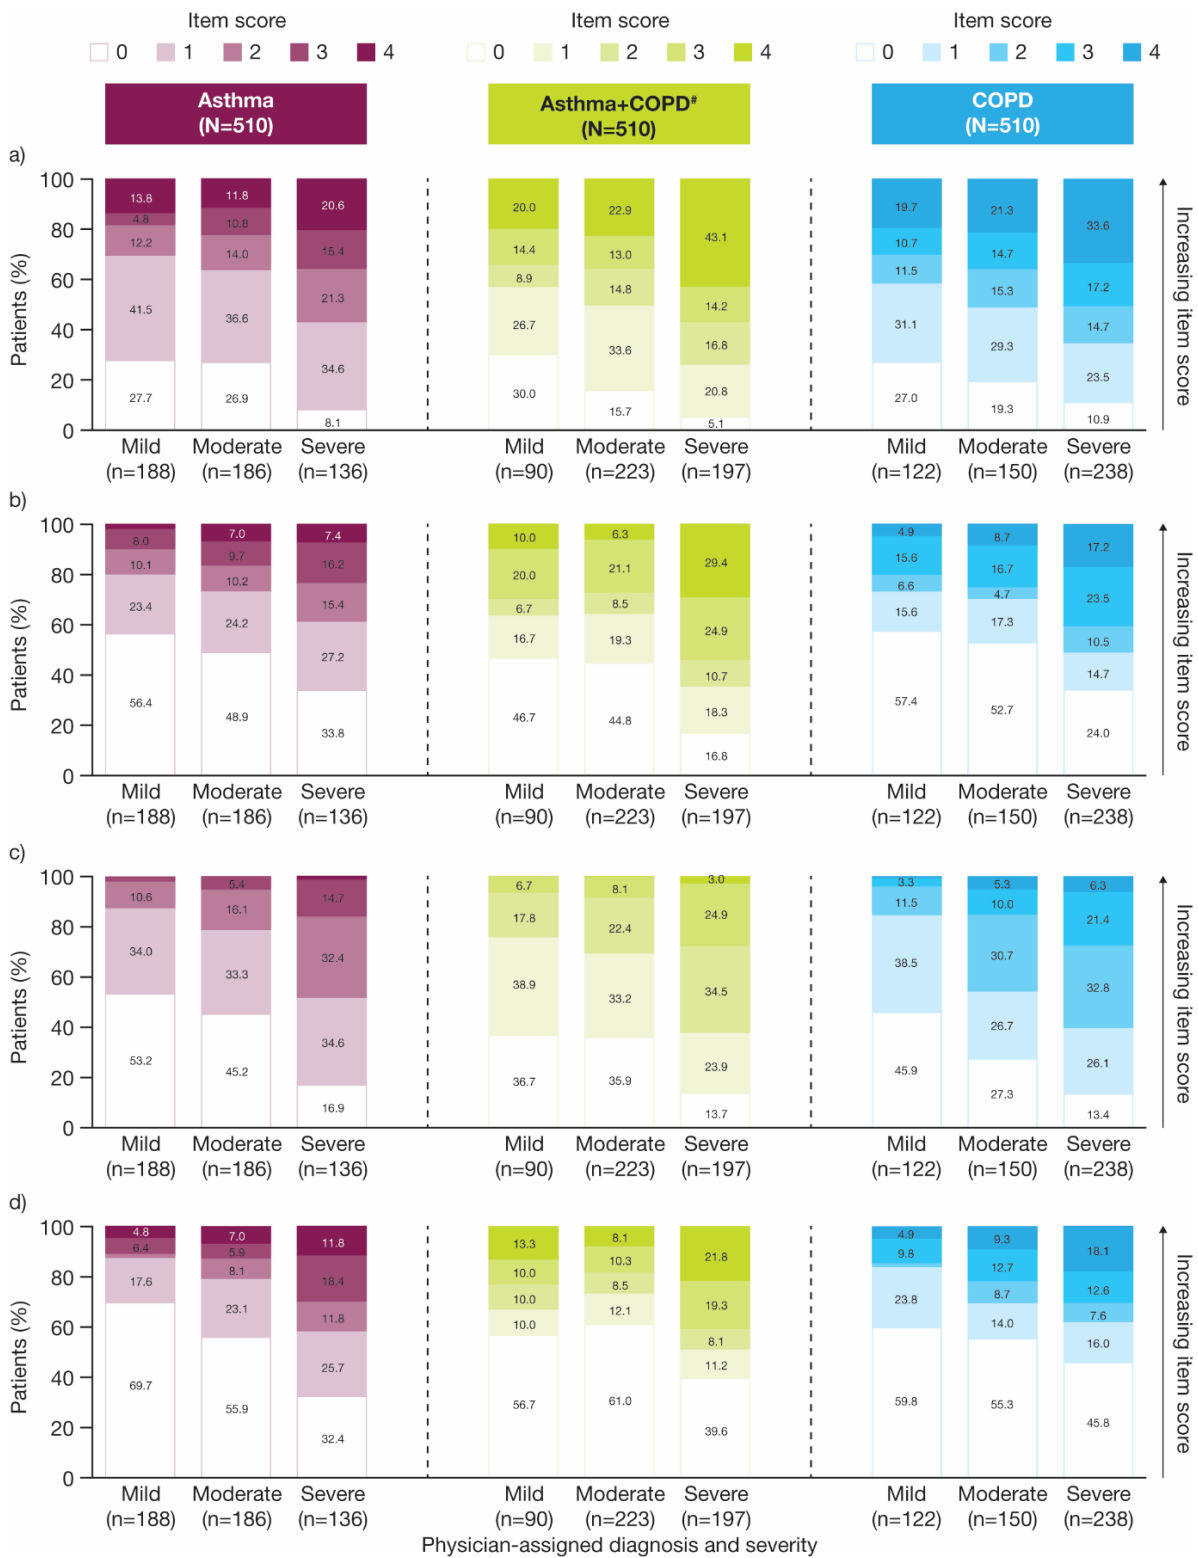 Item score Item score Item score
0 1 2 3 4 0 1 2 3 4 0 1 2 3 4
Asthma Asthma+COPD# COPD
(N=510) (N=510) (N=510)
a)
Patients (%)
100
80
60
40
20
0
13.8 11.8 20.6 20.0 22.9 43.1 19.7 21.3 33.6
4.8 10.8 15.4 14.4 13.0 14.2 10.7 14.7 17.2
12.2 14.0 21.3 8.9 14.8 16.8 11.5 15.3 14.7
41.5 36.6 34.6 26.7 33.6 20.8 31.1 29.3 23.5
27.7 26.9 8.1 30.0 15.7 5.1 27.0 19.3 10.9
Increasing item score
Mild Moderate Severe Mild Moderate Severe Mild Moderate Severe
(n=188) (n=186) (n=136) (n=90) (n=223) (n=197) (n=122) (n=150) (n=238)
b)
Patients (%)
100
80
60
40
20
0
7.0 7.4 10.0 6.3 29.4 4.9 8.7 17.2
8.0 9.7 16.2 20.0 21.1 24.9 15.6 16.7 23.5
10.1 10.2 15.4 6.7 8.5 10.7 6.6 4.7 10.5
23.4 24.2 27.2 16.7 19.3 18.3 15.6 17.3 14.7
56.4 48.9 33.8 46.7 44.8 16.8 57.4 52.7 24.0
Increasing item score
Mild Moderate Severe Mild Moderate Severe Mild Moderate Severe
(n=188) (n=186) (n=136) (n=90) (n=223) (n=197) (n=122) (n=150) (n=238)
c)
Patients (%)
100
80
60
40
20
0
3.0 5.3 6.3
5.4 14.7 6.7 8.1 24.9 3.3 10.0 21.4
10.6 16.1 32.4 17.8 22.4 34.5 11.5 30.7 32.8
34.0 33.3 34.6 38.9 33.2 23.9 38.5 26.7 26.1
53.2 45.2 16.9 36.7 35.9 13.7 45.9 27.3 13.4
Increasing item score
Mild Moderate Severe Mild Moderate Severe Mild Moderate Severe
(n=188) (n=186) (n=136) (n=90) (n=223) (n=197) (n=122) (n=150) (n=238)
d)
Patients (%)
100
80
60
40
20
0
4.8 7.0 11.8 13.3 8.1 21.8 4.9 9.3 18.1
6.4 5.9 18.4 10.0 10.3 19.3 9.8 12.7 12.6
8.1 11.8 10.0 8.5 8.1 8.7 7.6
17.6 23.1 25.7 10.0 12.1 11.2 23.8 14.0 16.0
69.7 55.9 32.4 56.7 61.0 39.6 59.8 55.3 45.8
Increasing item score
Mild Moderate Severe Mild Moderate Severe Mild Moderate Severe
(n=188) (n=186) (n=136) (n=90) (n=223) (n=197) (n=122) (n=150) (n=238)
Physician-assigned diagnosis and severity